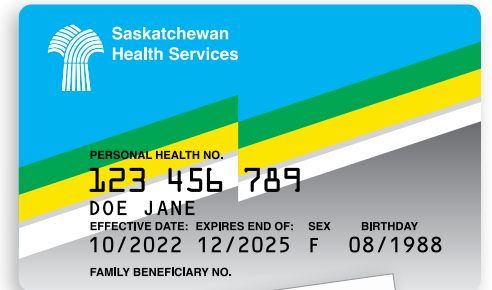 Saskatchewan
Health Services
PERSONAL HEALTH NO.
123 456 789
DOE JANE
EFFECTIVE DATE: EXPIRES END OF: SEX BIRTHDAY
10/2022 12/2025 F 08/1988
FAMILY BENEFICIARY NO.